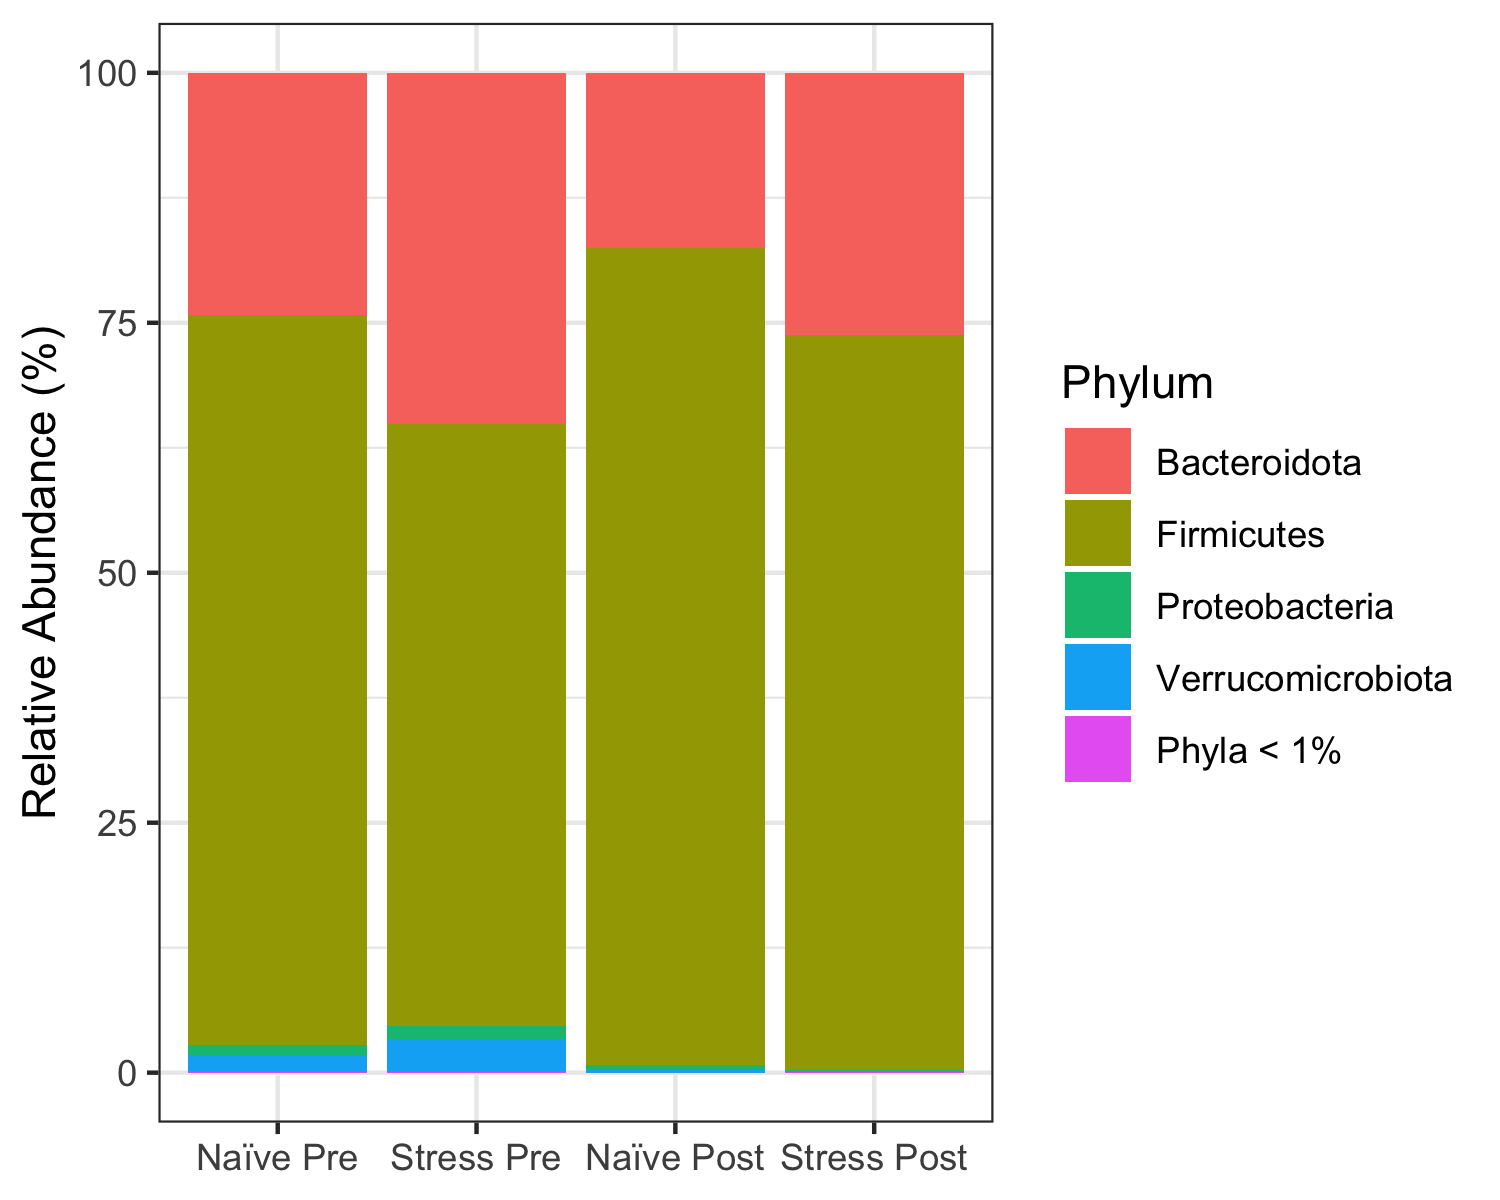 Relative Abundance (%)
100
75
50
25
0
Naïve Pre
Stress Pre
Naïve Post
Stress Post
Phylum
Bacteroidota
Firmicutes
Proteobacteria
Verrucomicrobiota
Phyla < 1%